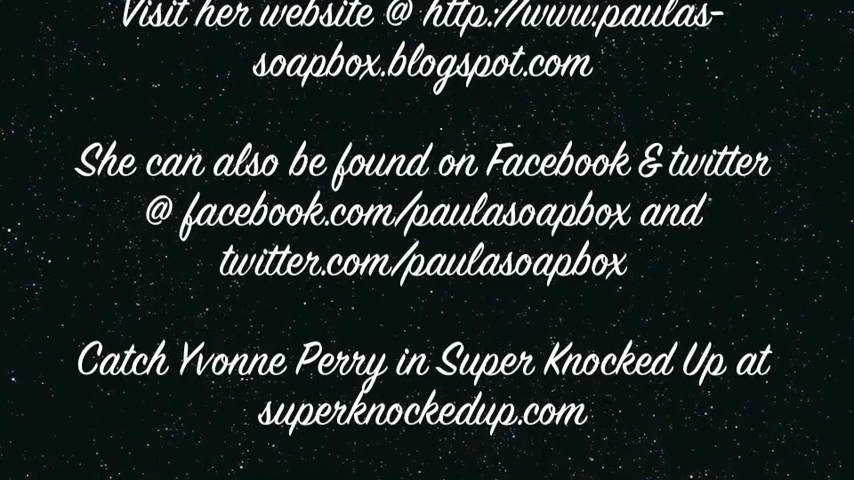 Visit her website @ http://www.paulas-
soapbox.blogspot.com
She can also be found on Facebook & twitter
@ facebook.com/paulasoapbox and
twitter.com/paulasoapbox
Catch Yvonne Perry in Super Knocked Up at
superknockedup.com